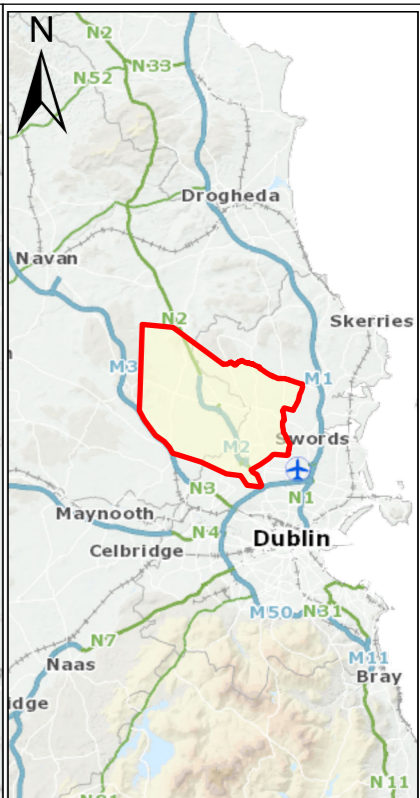 N
N2
N33
N52
Drogheda
Navan
N2
Skerries
M3
M1
M2
Swords
N3
N1
Maynooth
N4
Dublin
Celbridge
M50
N31
N7
M11
Naas
Bray
idge
N11